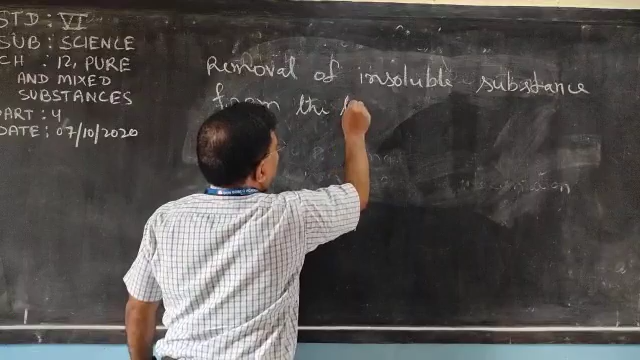 STD : VI
SUB : SCIENCE
CH : 12, PURE
AND MIXED
SUBSTANCES
PART : 4
DATE : 07/10/2020
Removal of insoluble substance
from the